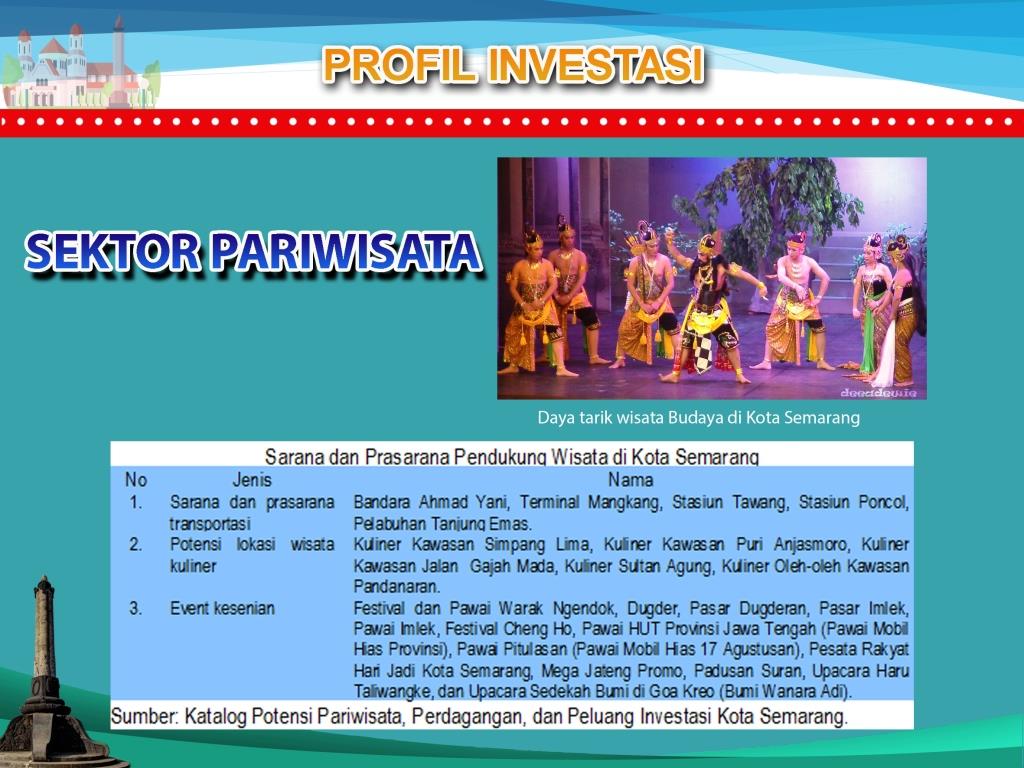 PROFIL INVESTASI
SEKTOR PARIWISATA
deeadewie
Daya tarik wisata Budaya di Kota Semarang
Sarana dan Prasarana Pendukung Wisata di Kota Semarang
No Jenis Nama
1. Sarana dan prasarana transportasi
Bandara Ahmad Yani, Terminal Mangkang, Stasiun Tawang, Stasiun Poncol,
Pelabuhan Tanjung Emas.
2. Potensi lokasi wisata kuliner
Kuliner Kawasan Simpang Lima, Kuliner Kawasan Puri Anjasmoro, Kuliner
Kawasan Jalan Gajah Mada, Kuliner Sultan Agung, Kuliner Oleh-oleh Kawasan
Pandanaran.
3. Event kesenian
Festival dan Pawai Warak Ngendok, Dugder, Pasar Dugderan, Pasar Imlek,
Pawai Imlek, Festival Cheng Ho, Pawai HUT Provinsi Jawa Tengah (Pawai Mobil
Hias Provinsi), Pawai Pitulasan (Pawai Mobil Hias 17 Agustusan), Pesata Rakyat
Hari Jadi Kota Semarang, Mega Jateng Promo, Padusan Suran, Upacara Haru
Taliwangke, dan Upacara Sedekah Bumi di Goa Kreo (Bumi Wanara Adi).
Sumber: Katalog Potensi Pariwisata, Perdagangan, dan Peluang Investasi Kota Semarang.